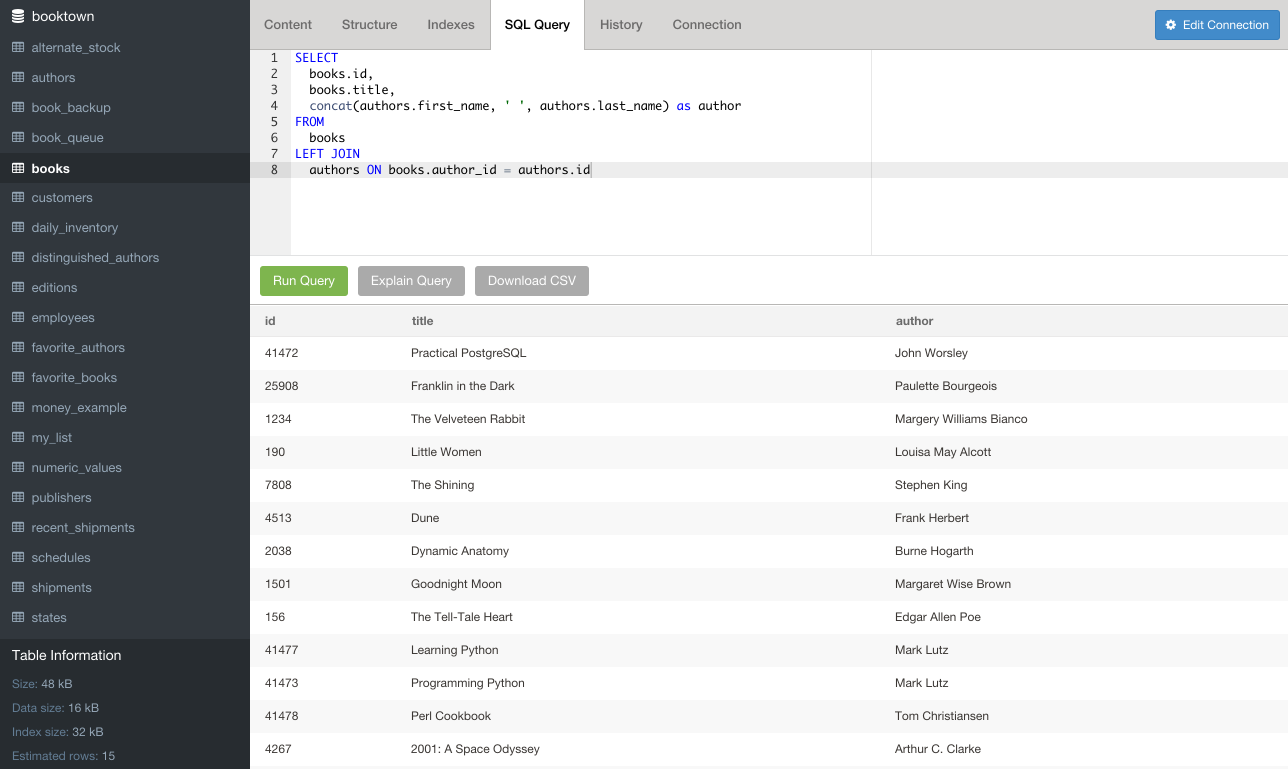 booktown
alternate_stock
authors
book_backup
book_queue
books
customers
daily_inventory
distinguished_authors
editions
employees
favorite_authors
favorite_books
money_example
my_list
numeric_values
publishers
recent_shipments
schedules
shipments
states
Table Information
Size: 48 kB
Data size: 16 kB
Index size: 32 kB
Estimated rows: 15
Content Structure Indexes SQL Query History Connection Edit Connection
1 SELECT
2 books.id,
3 books.title,
4 concat(authors.first_name, ' ', authors.last_name) as author
5 FROM
6 books
7 LEFT JOIN
8 authors ON books.author_id = authors.id
Run Query Explain Query Download CSV
id title author
41472 Practical PostgreSQL John Worsley
25908 Franklin in the Dark Paulette Bourgeois
1234 The Velveteen Rabbit Margery Williams Bianco
190 Little Women Louisa May Alcott
7808 The Shining Stephen King
4513 Dune Frank Herbert
2038 Dynamic Anatomy Burne Hogarth
1501 Goodnight Moon Margaret Wise Brown
156 The Tell-Tale Heart Edgar Allen Poe
41477 Learning Python Mark Lutz
41473 Programming Python Mark Lutz
41478 Perl Cookbook Tom Christiansen
4267 2001: A Space Odyssey Arthur C. Clarke